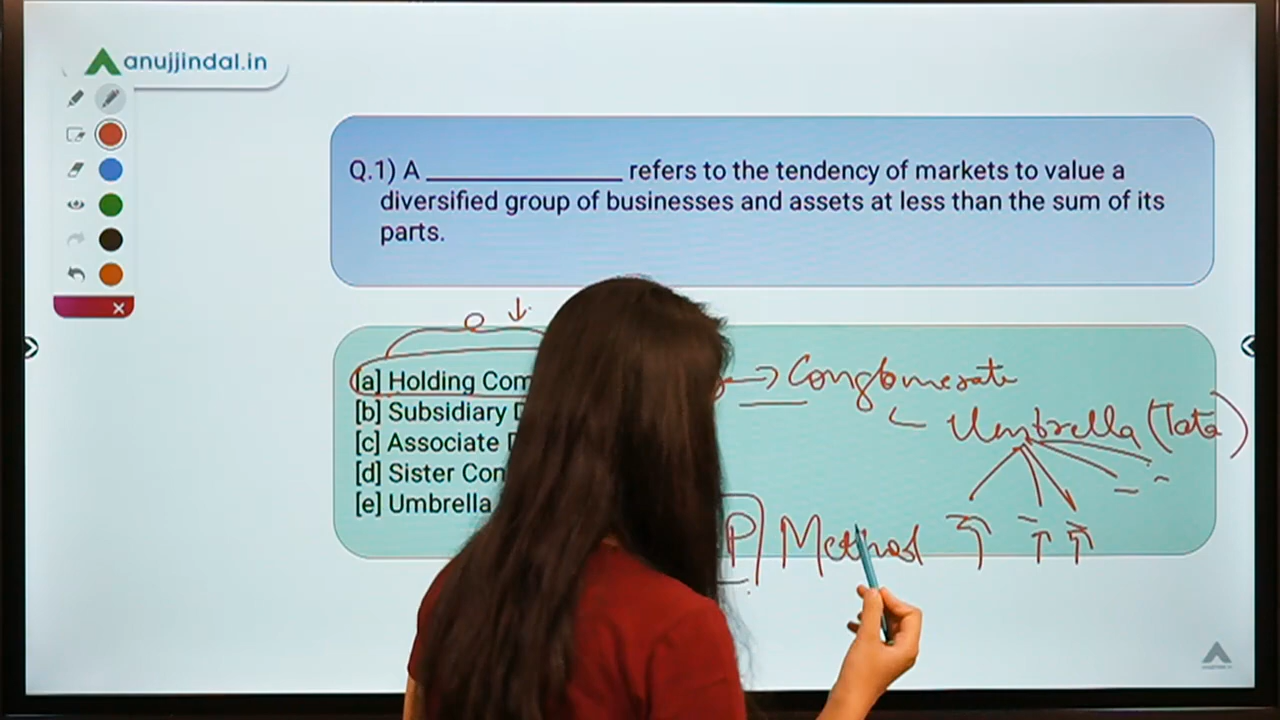 anujjindal.in
Q.1) A ______________ refers to the tendency of markets to value a
diversified group of businesses and assets at less than the sum of its
parts.
[a] Holding Com
Conglomerate
[b] Subsidiary D
Umbrella (Tata)
[c] Associate D
[d] Sister Con
[e] Umbrella
P) Method